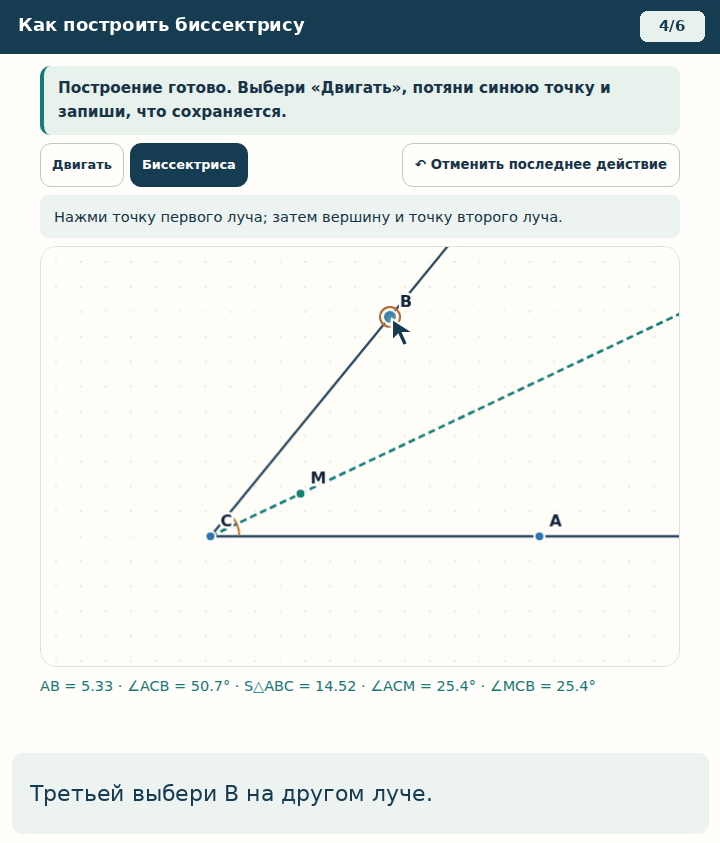 Как построить биссектрису
4/6
Построение готово. Выбери «Двигать», потяни синюю точку и
запиши, что сохраняется.
Двигать
Биссектриса
↶ Отменить последнее действие
Нажми точку первого луча; затем вершину и точку второго луча.
B
M
C
A
AB = 5.33 · ∠ACB = 50.7° · S△ABC = 14.52 · ∠ACM = 25.4° · ∠MCB = 25.4°
Третьей выбери B на другом луче.